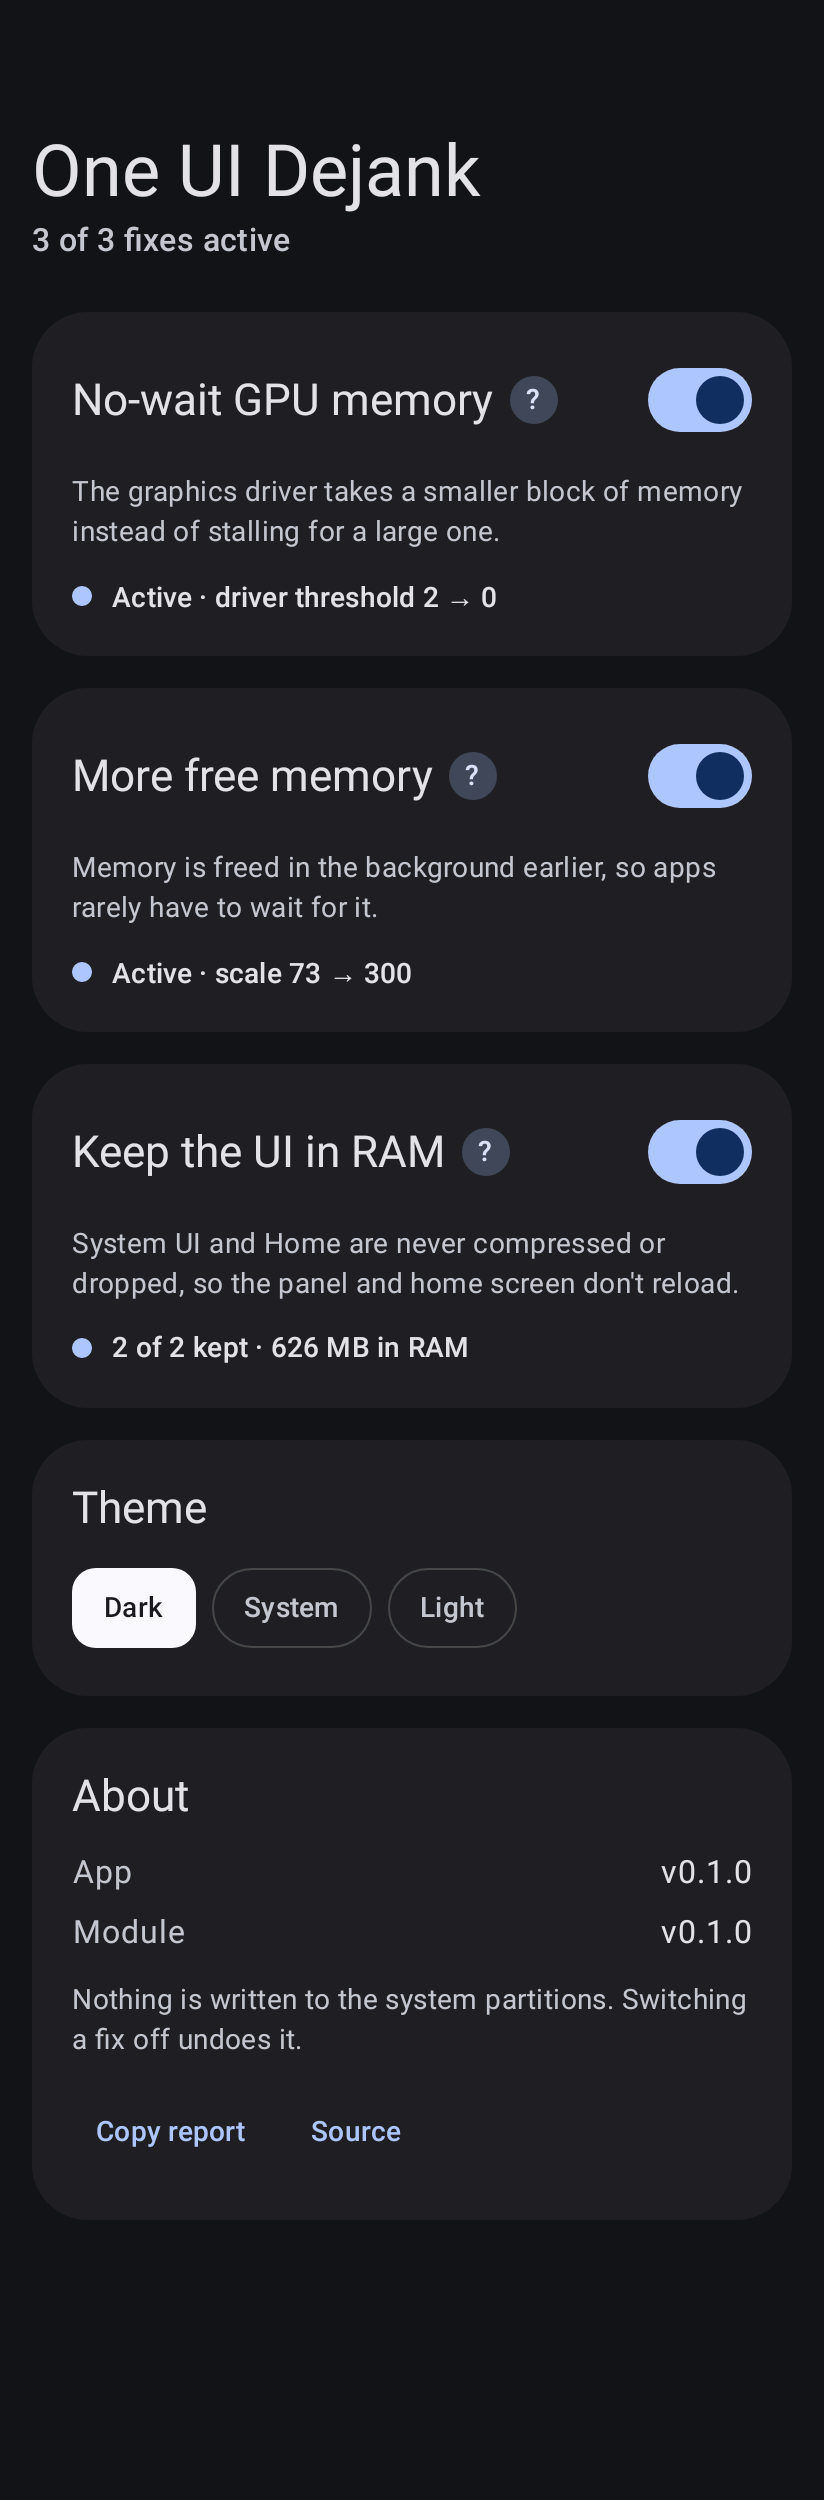 One UI Dejank
3 of 3 fixes active
No-wait GPU memory ?
The graphics driver takes a smaller block of memory
instead of stalling for a large one.
Active · driver threshold 2 → 0
More free memory ?
Memory is freed in the background earlier, so apps
rarely have to wait for it.
Active · scale 73 → 300
Keep the UI in RAM ?
System UI and Home are never compressed or
dropped, so the panel and home screen don't reload.
2 of 2 kept · 626 MB in RAM
Theme
Dark System Light
About
App v0.1.0
Module v0.1.0
Nothing is written to the system partitions. Switching
a fix off undoes it.
Copy report Source